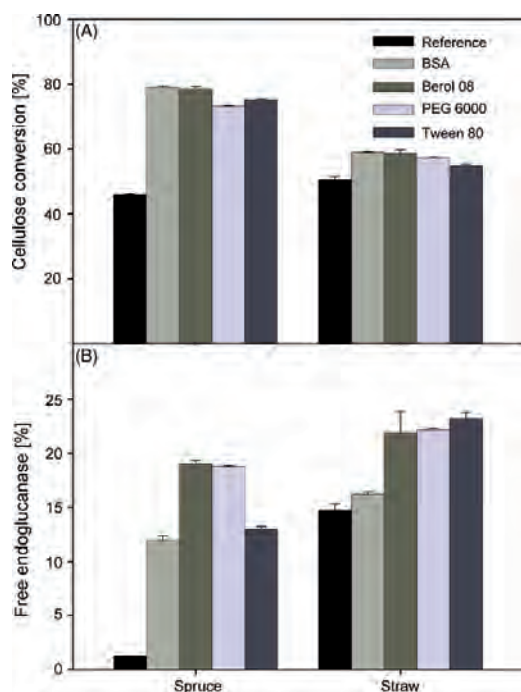 (A)
Cellulose conversion [%]
100
80
60
40
20
Reference
BSA
Berol 08
PEG 6000
Tween 80
(B)
Free endoglucanase [%]
25
20
15
10
5
0
Spruce
Straw